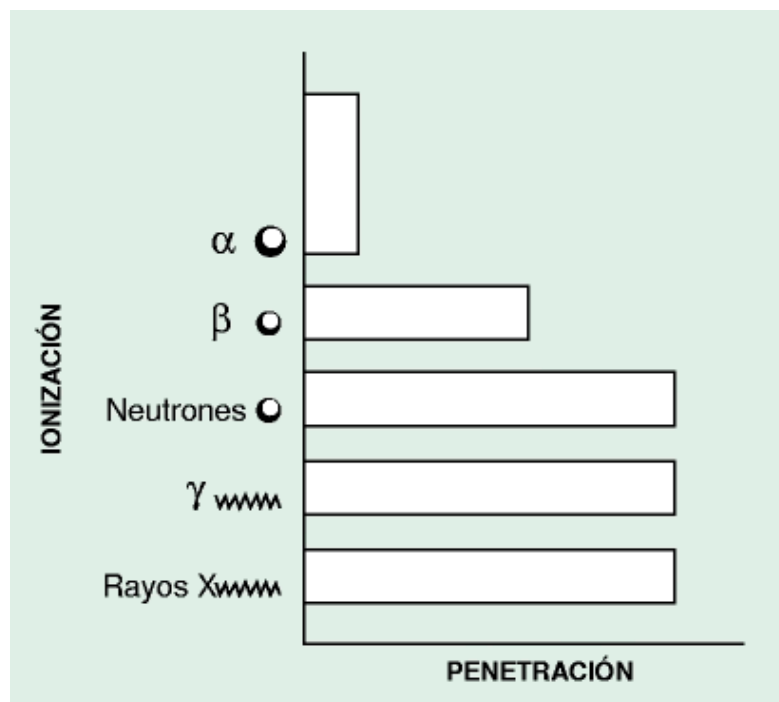 α
β
IONIZACIÓN
Neutrones
γ
Rayos X
PENETRACIÓN